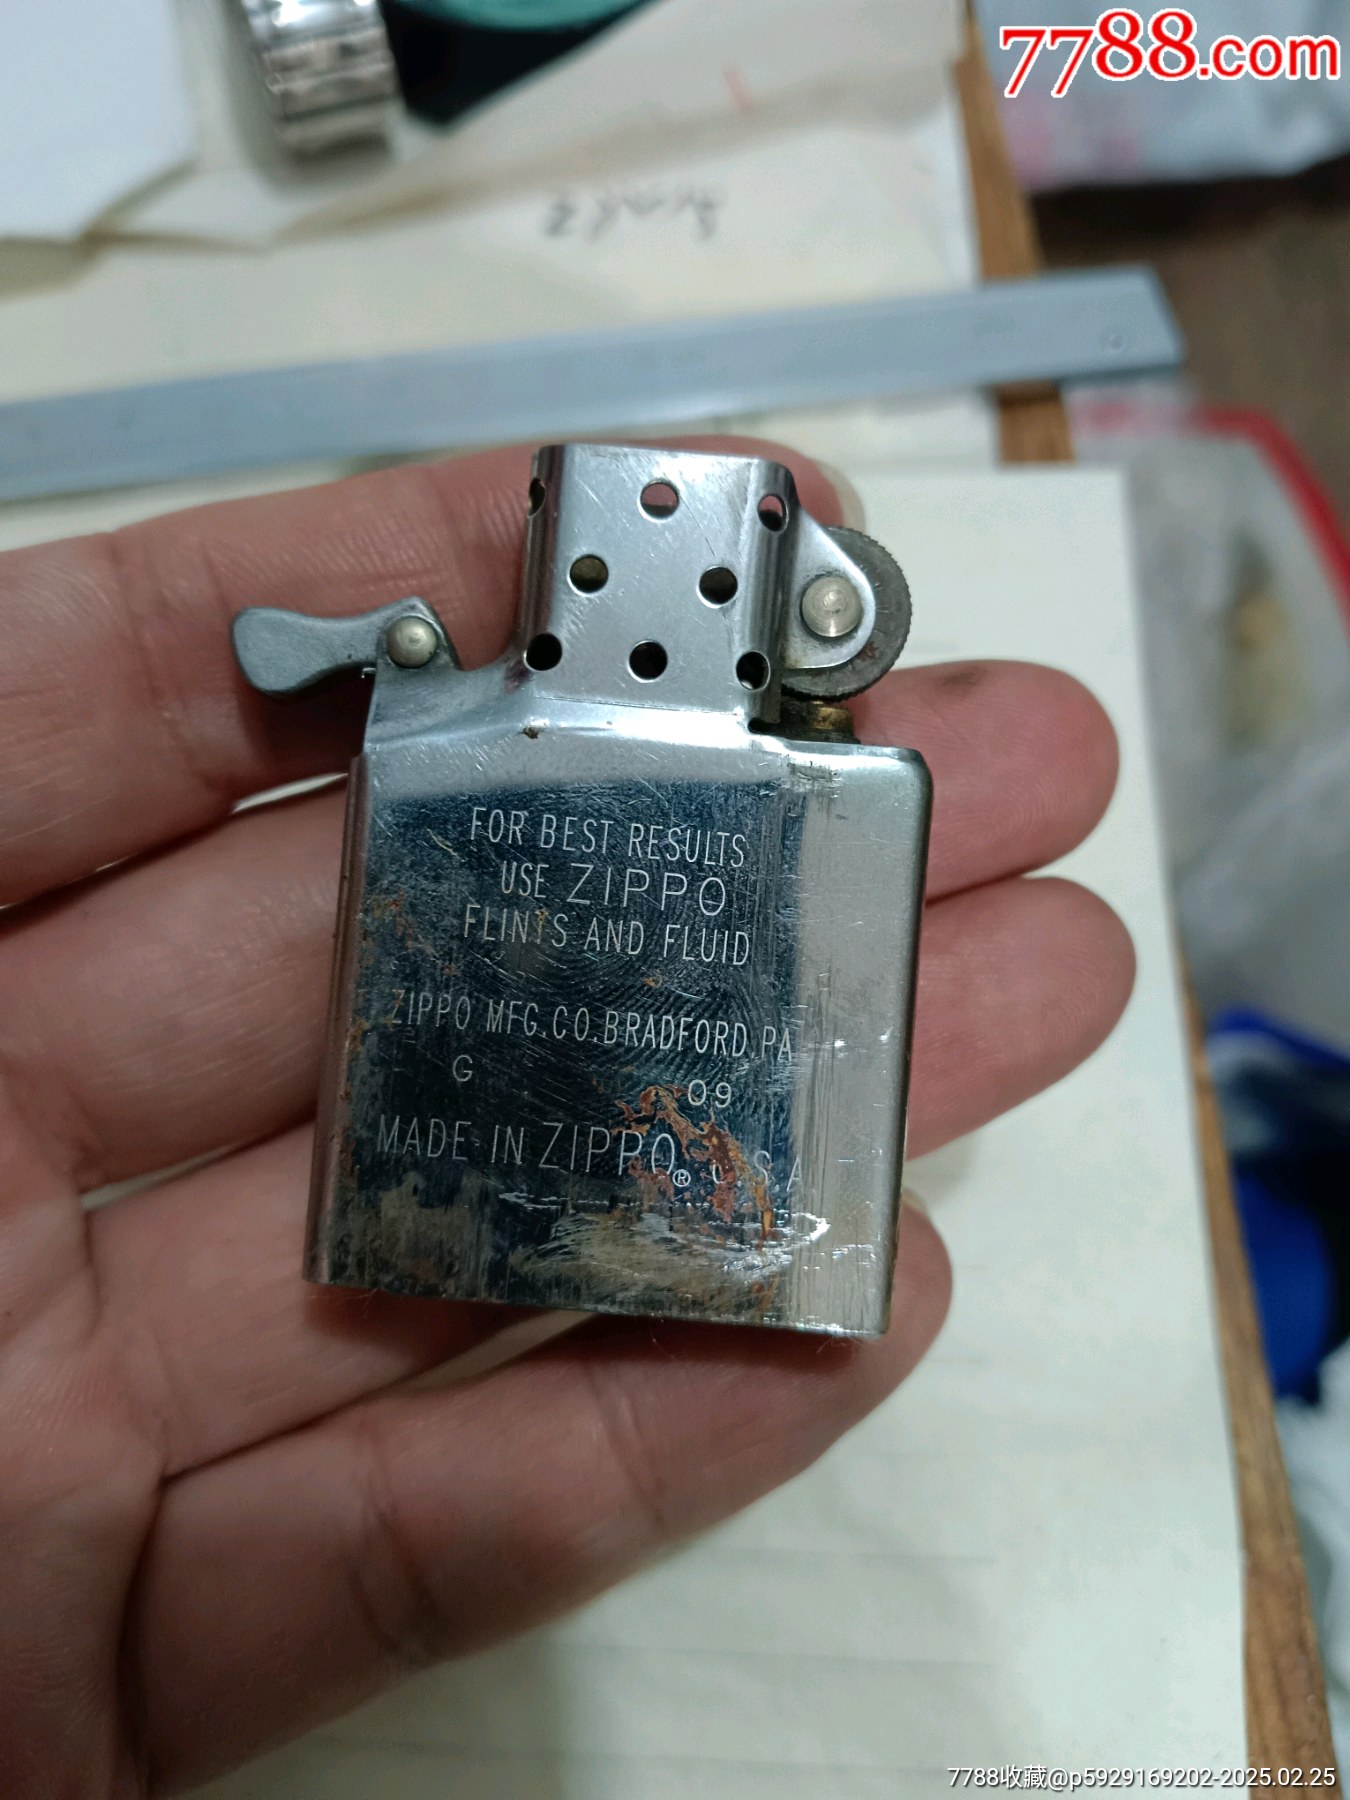 7788.com
FOR BEST RESULTS
USE ZIPPO
FLINTS AND FLUID
ZIPPO MFG.CO.BRADFORD,PA
G 09
MADE IN ZIPPO® U.S.A
7788收藏@p5929169202-2025.02.25